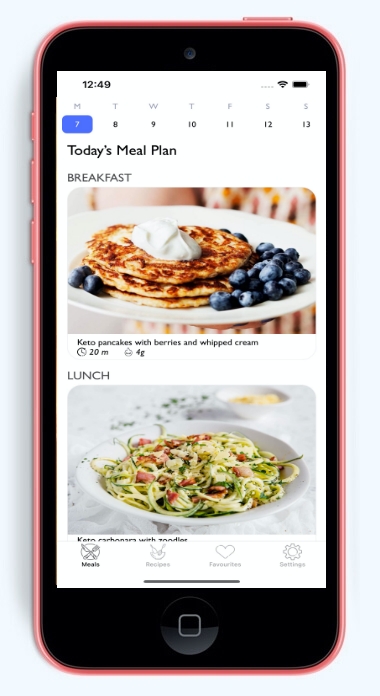 12:49
M T W T F S S
7 8 9 10 11 12 13
Today's Meal Plan
BREAKFAST
Keto pancakes with berries and whipped cream
20 m 4g
LUNCH
Keto carbonara with zoodles
Meals Recipes Favourites Settings